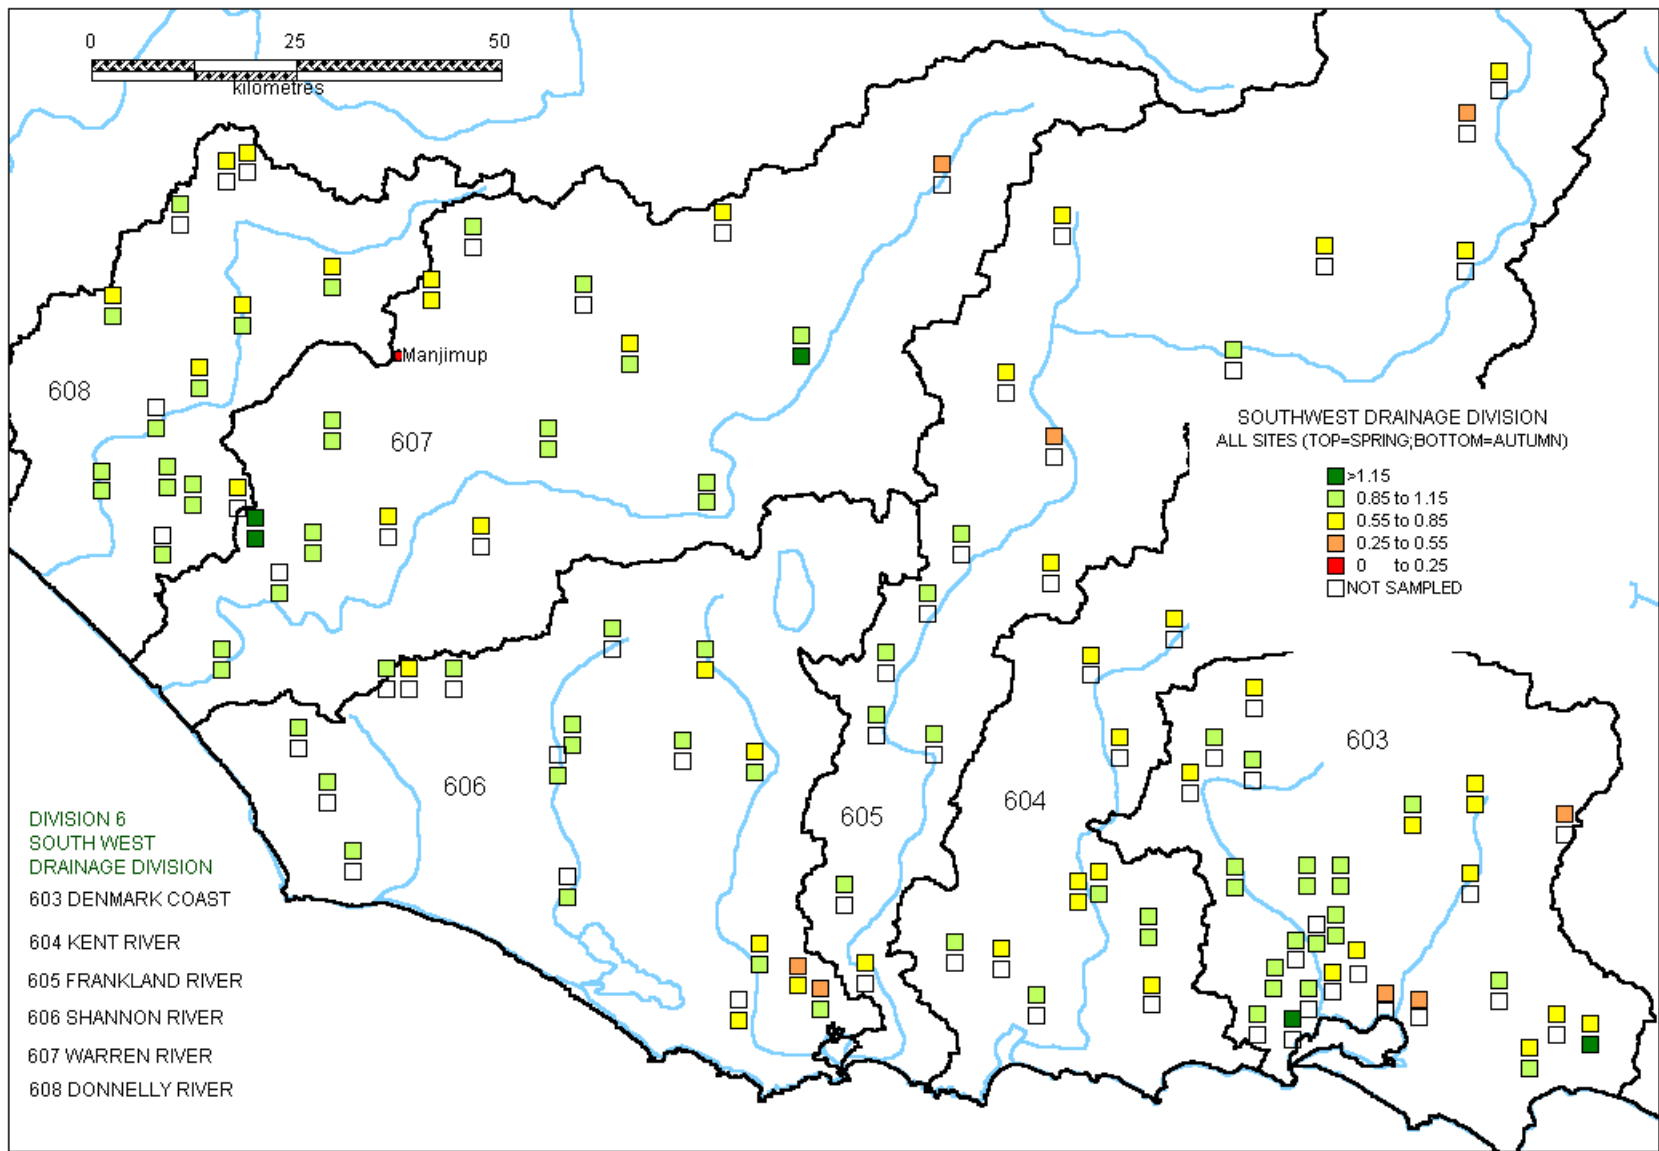 0 25 50
kilometres
Manjimup
608
607
SOUTHWEST DRAINAGE DIVISION
ALL SITES (TOP=SPRING;BOTTOM=AUTUMN)
>1.15
0.85 to 1.15
0.55 to 0.85
0.25 to 0.55
0 to 0.25
NOT SAMPLED
603
606
604
605
DIVISION 6
SOUTH WEST
DRAINAGE DIVISION
603 DENMARK COAST
604 KENT RIVER
605 FRANKLAND RIVER
606 SHANNON RIVER
607 WARREN RIVER
608 DONNELLY RIVER